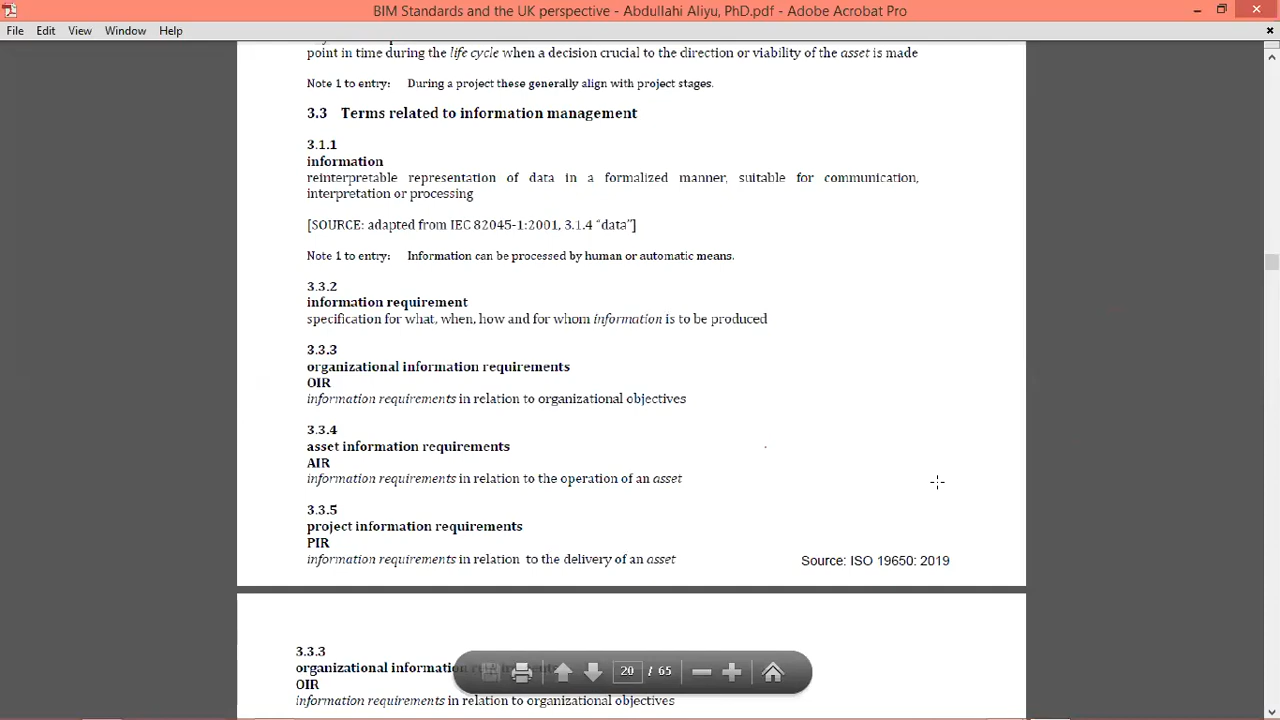 BIM Standards and the UK perspective - Abdullahi Aliyu, PhD.pdf - Adobe Acrobat Pro
File Edit View Window Help
point in time during the life cycle when a decision crucial to the direction or viability of the asset is made
Note 1 to entry: During a project these generally align with project stages.
3.3 Terms related to information management
3.1.1
information
reinterpretable representation of data in a formalized manner, suitable for communication,
interpretation or processing
[SOURCE: adapted from IEC 82045-1:2001, 3.1.4 “data”]
Note 1 to entry: Information can be processed by human or automatic means.
3.3.2
information requirement
specification for what, when, how and for whom information is to be produced
3.3.3
organizational information requirements
OIR
information requirements in relation to organizational objectives
3.3.4
asset information requirements
AIR
information requirements in relation to the operation of an asset
3.3.5
project information requirements
PIR
information requirements in relation to the delivery of an asset
Source: ISO 19650: 2019
3.3.3
organizational information
OIR
information requirements in relation to organizational objectives
20 / 65